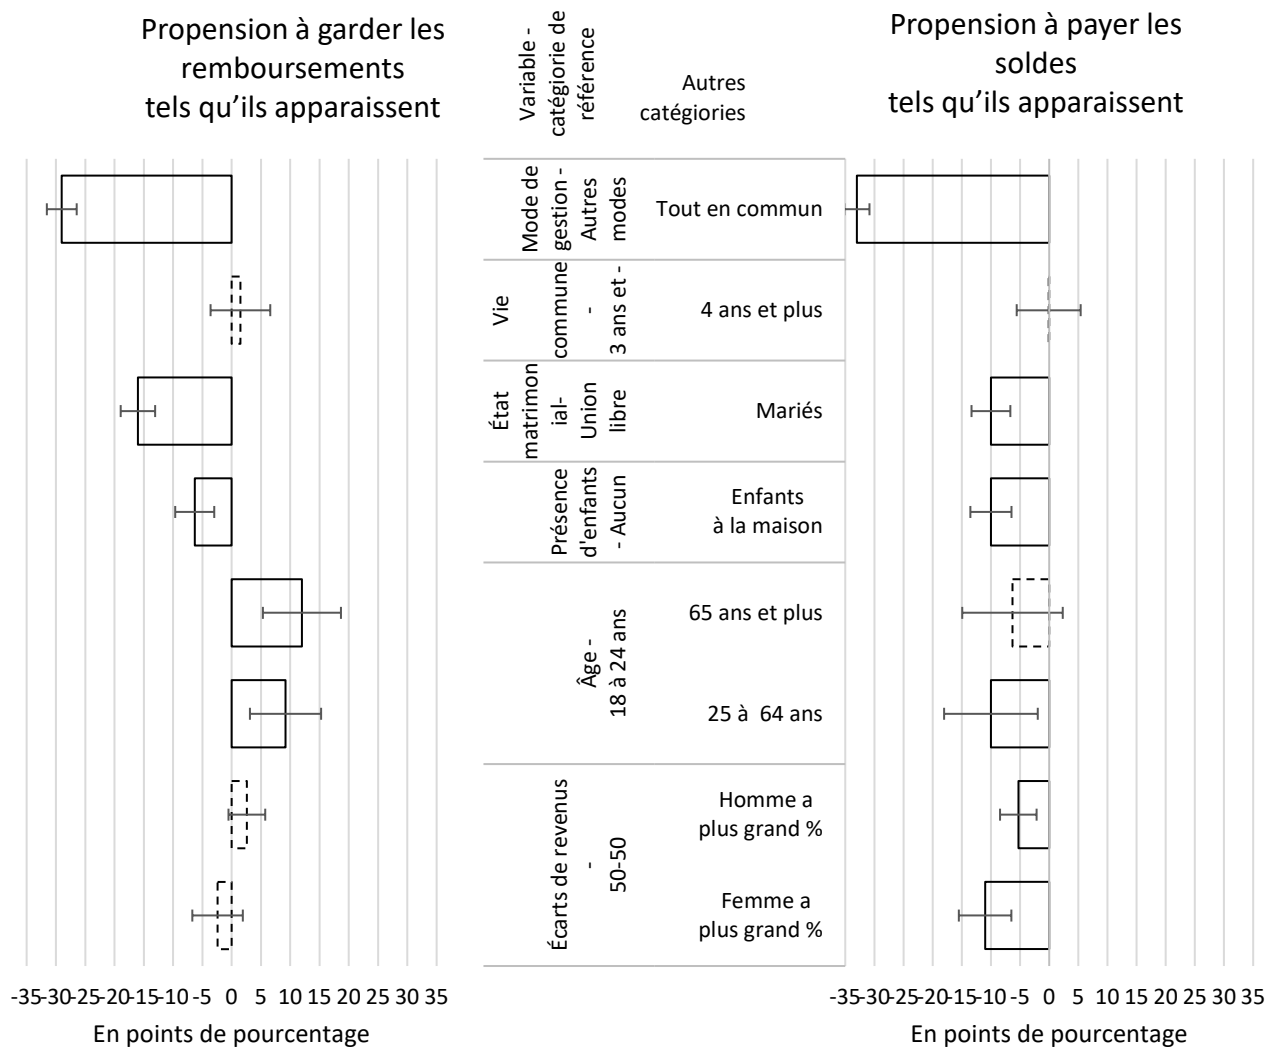 Propension à garder les
remboursements
tels qu’ils apparaissent
Variable -
catégiorie de
référence
Autres
catégiories
Propension à payer les
soldes
tels qu’ils apparaissent
Mode de
gestion -
Autres
modes
Tout en commun
Vie
commune
-
3 ans et -
4 ans et plus
État
matrimon
ial-
Union
libre
Mariés
Présence
d'enfants
- Aucun
Enfants
à la maison
Âge -
18 à 24 ans
65 ans et plus
25 à 64 ans
Écarts de revenus
-
50-50
Homme a
plus grand %
Femme a
plus grand %
-35 -30 -25 -20 -15 -10 -5 0 5 10 15 20 25 30 35
En points de pourcentage
-35 -30 -25 -20 -15 -10 -5 0 5 10 15 20 25 30 35
En points de pourcentage